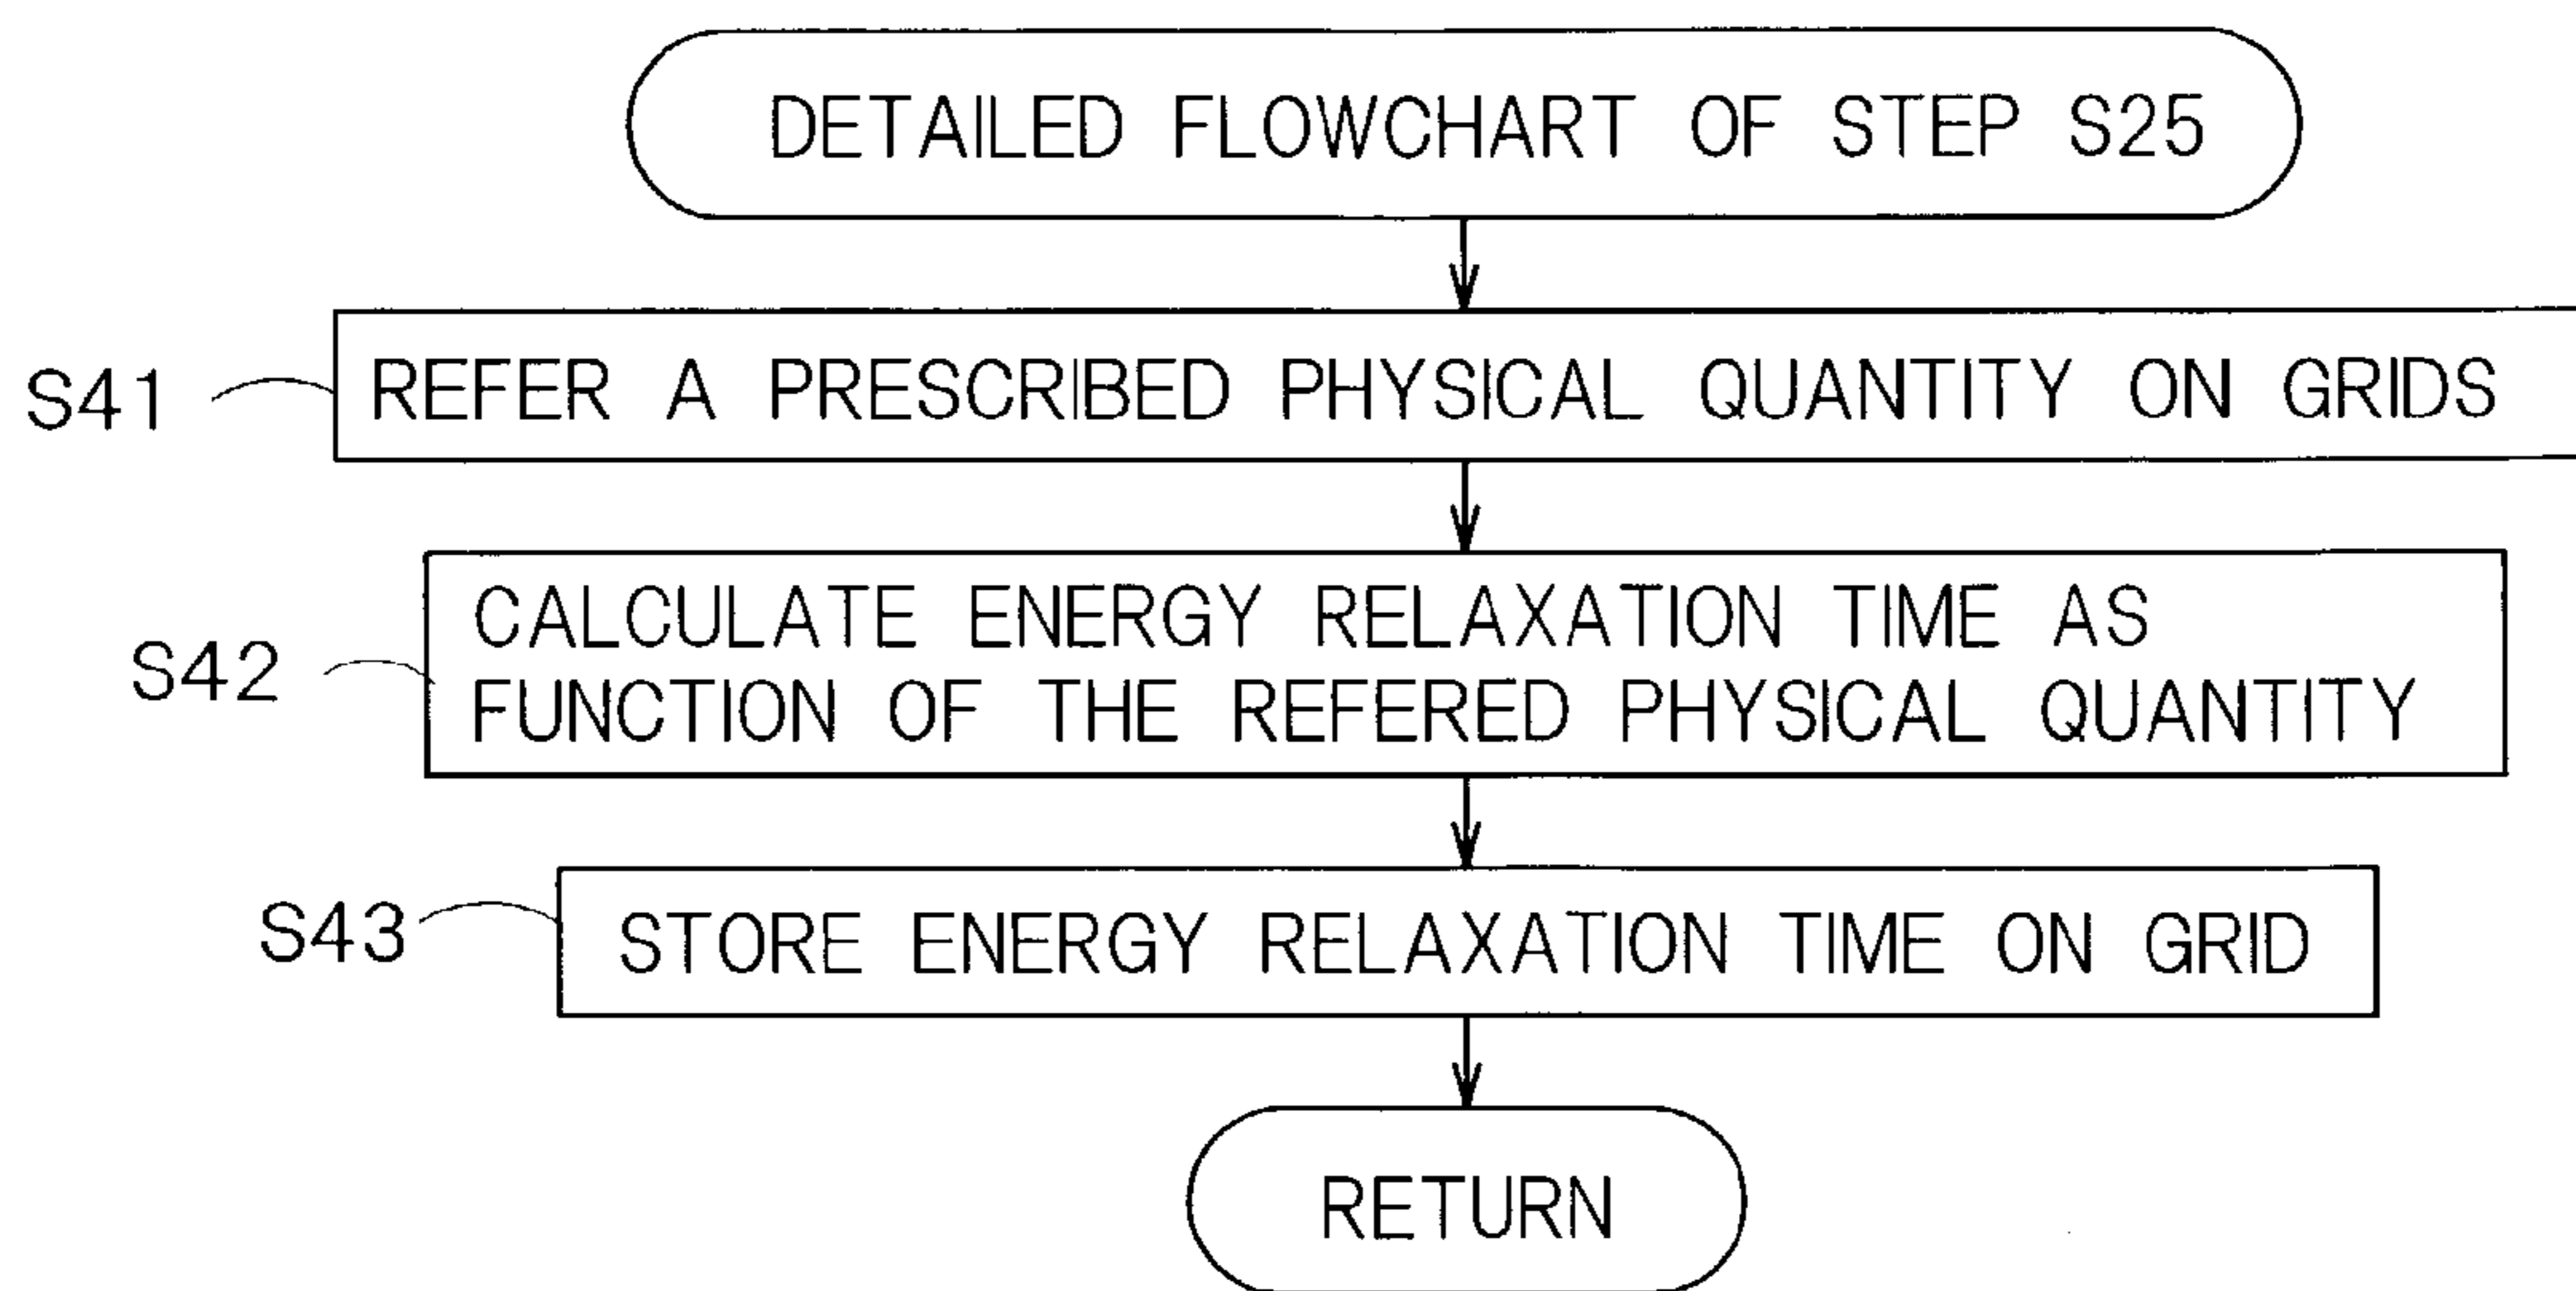 DETAILED FLOWCHART OF STEP S25
S41
REFER A PRESCRIBED PHYSICAL QUANTITY ON GRIDS
S42
CALCULATE ENERGY RELAXATION TIME AS
FUNCTION OF THE REFERED PHYSICAL QUANTITY
S43
STORE ENERGY RELAXATION TIME ON GRID
RETURN